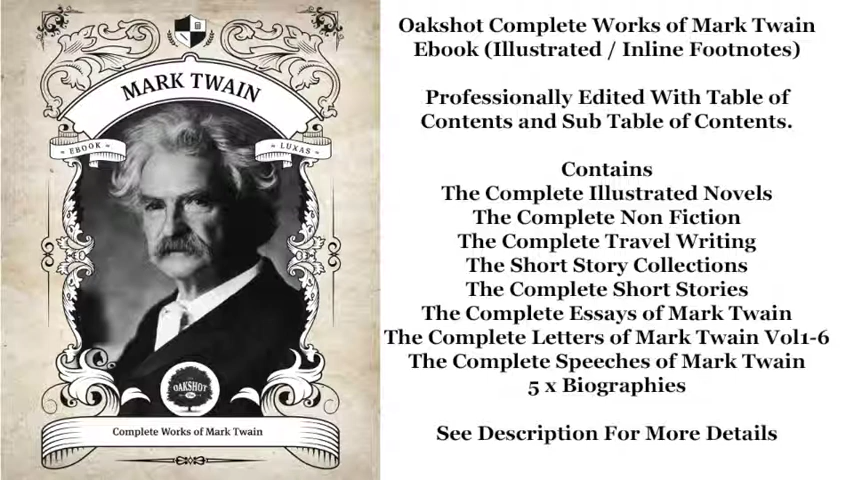 MARK TWAIN
EBOOK
LUXAS
OAKSHOT
Complete Works of Mark Twain
Oakshot Complete Works of Mark Twain
Ebook (Illustrated / Inline Footnotes)
Professionally Edited With Table of
Contents and Sub Table of Contents.
Contains
The Complete Illustrated Novels
The Complete Non Fiction
The Complete Travel Writing
The Short Story Collections
The Complete Short Stories
The Complete Essays of Mark Twain
The Complete Letters of Mark Twain Vol1-6
The Complete Speeches of Mark Twain
5 x Biographies
See Description For More Details